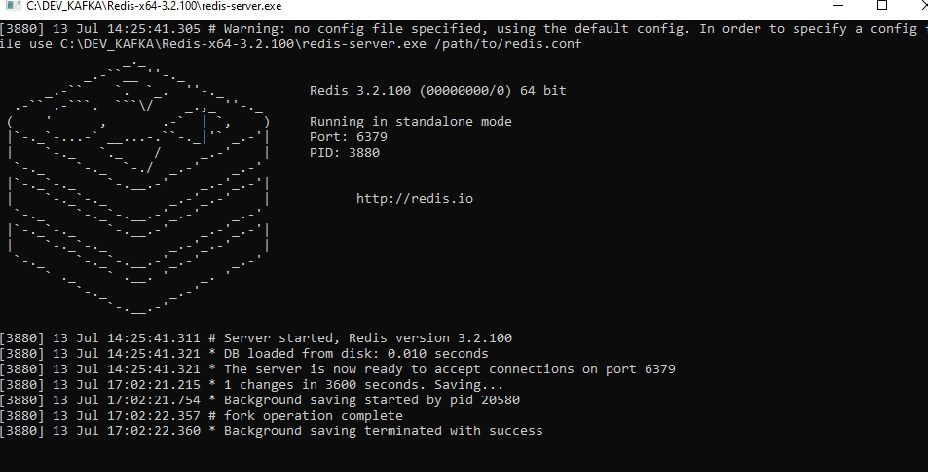 C:\DEV_KAFKA\Redis-x64-3.2.100\redis-server.exe
[3880] 13 Jul 14:25:41.305 # Warning: no config file specified, using the default config. In order to specify a config f
ile use C:\DEV_KAFKA\Redis-x64-3.2.100\redis-server.exe /path/to/redis.conf
Redis 3.2.100 (00000000/0) 64 bit
Running in standalone mode
Port: 6379
PID: 3880
http://redis.io
[3880] 13 Jul 14:25:41.311 # Server started, Redis version 3.2.100
[3880] 13 Jul 14:25:41.321 * DB loaded from disk: 0.010 seconds
[3880] 13 Jul 14:25:41.321 * The server is now ready to accept connections on port 6379
[3880] 13 Jul 17:02:21.215 * 1 changes in 3600 seconds. Saving...
[3880] 13 Jul 17:02:21.754 * Background saving started by pid 20580
[3880] 13 Jul 17:02:22.357 # fork operation complete
[3880] 13 Jul 17:02:22.360 * Background saving terminated with success